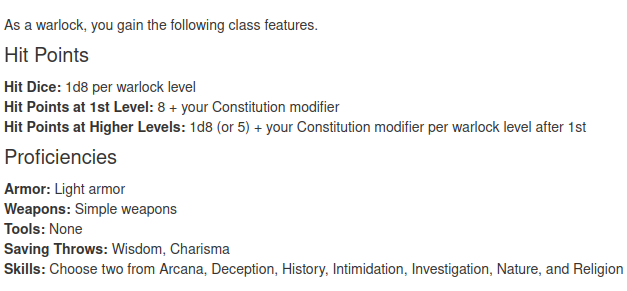 As a warlock, you gain the following class features.
Hit Points
Hit Dice: 1d8 per warlock level
Hit Points at 1st Level: 8 + your Constitution modifier
Hit Points at Higher Levels: 1d8 (or 5) + your Constitution modifier per warlock level after 1st
Proficiencies
Armor: Light armor
Weapons: Simple weapons
Tools: None
Saving Throws: Wisdom, Charisma
Skills: Choose two from Arcana, Deception, History, Intimidation, Investigation, Nature, and Religion